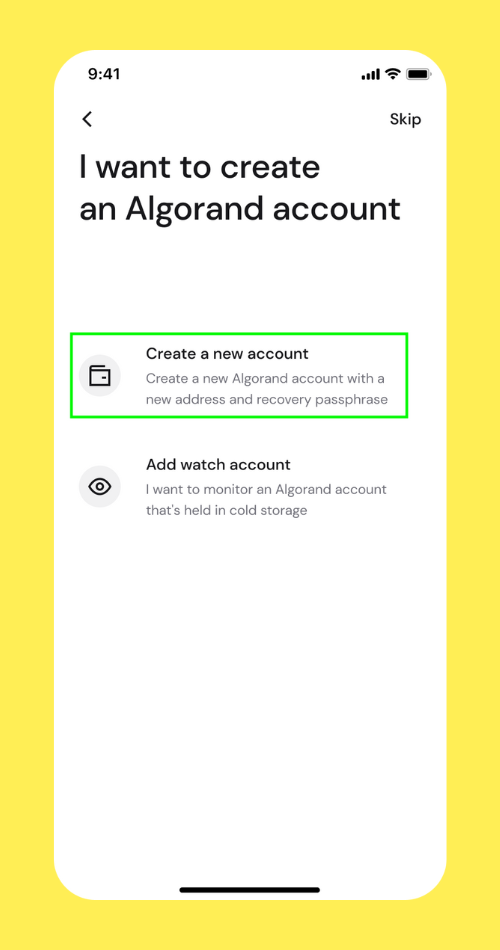 9:41
Skip
I want to create
an Algorand account
Create a new account
Create a new Algorand account with a
new address and recovery passphrase
Add watch account
I want to monitor an Algorand account
that's held in cold storage